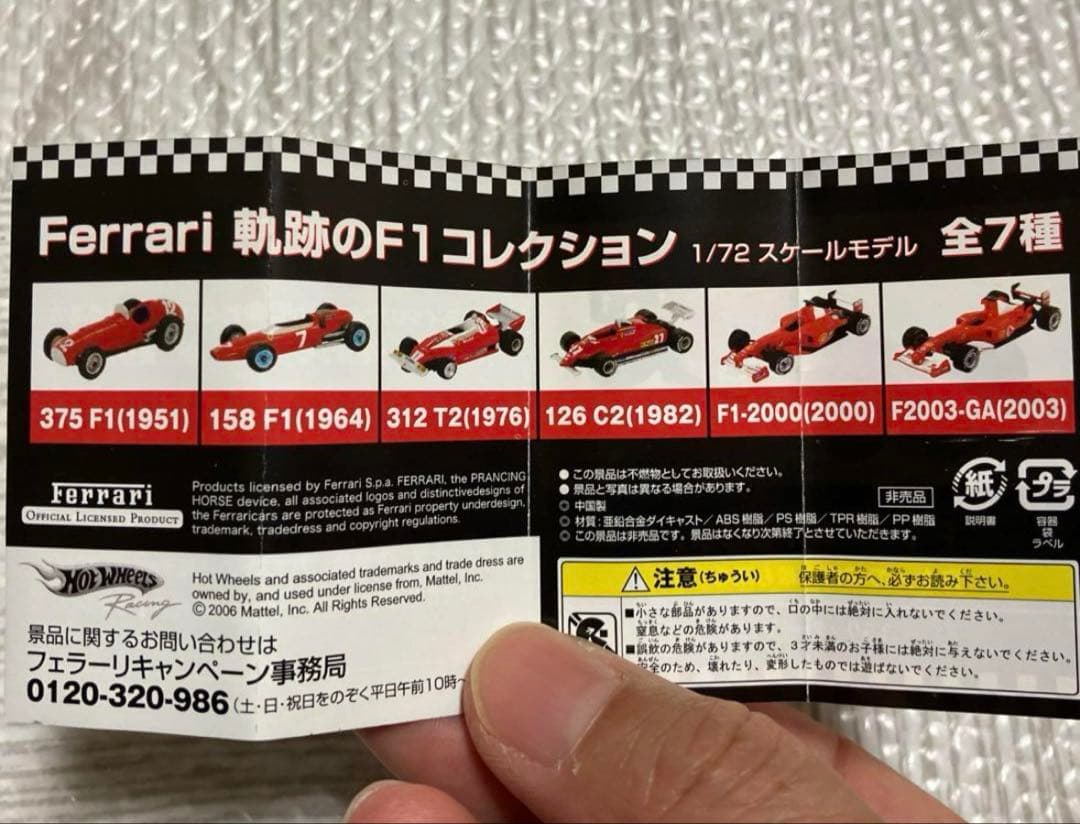 Ferrari 軌跡のF1コレクション 1/72 スケールモデル 全7種
375 F1(1951)
158 F1(1964)
312 T2(1976)
126 C2(1982)
F1-2000(2000)
F2003-GA(2003)
Ferrari
OFFICIAL LICENSED PRODUCT
Products licensed by Ferrari S.p.a. FERRARI, the PRANCING
HORSE device, all associated logos and distinctivedesigns of
the Ferraricars are protected as Ferrari property underdesign,
trademark, tradedress and copyright regulations.
HOT WHEELS
Racing
Hot Wheels and associated trademarks and trade dress are
owned by, and used under license from, Mattel, Inc.
© 2006 Mattel, Inc. All Rights Reserved.
景品に関するお問い合わせは
フェラーリキャンペーン事務局
0120-320-986 (土・日・祝日をのぞく平日午前10時~
● この景品は不燃物としてお取扱いください。
● 景品と写真は異なる場合があります。
◎ 中国製
◎ 材質:亜鉛合金ダイキャスト/ABS樹脂/PS樹脂/TPR樹脂/PP樹脂
◎ この景品は非売品です。景品はなくなり次第終了とさせていただきます。
非売品
紙
説明書
プラ
容器
袋
ラベル
注意(ちゅうい) 保護者の方へ、必ずお読み下さい。
■小さな部品がありますので、口の中には絶対に入れないでください。
窒息などの危険があります。
■誤飲の危険がありますので、3才未満のお子様には絶対に与えないでください。
安全のため、壊れたり、変形したものでは遊ばないでください。